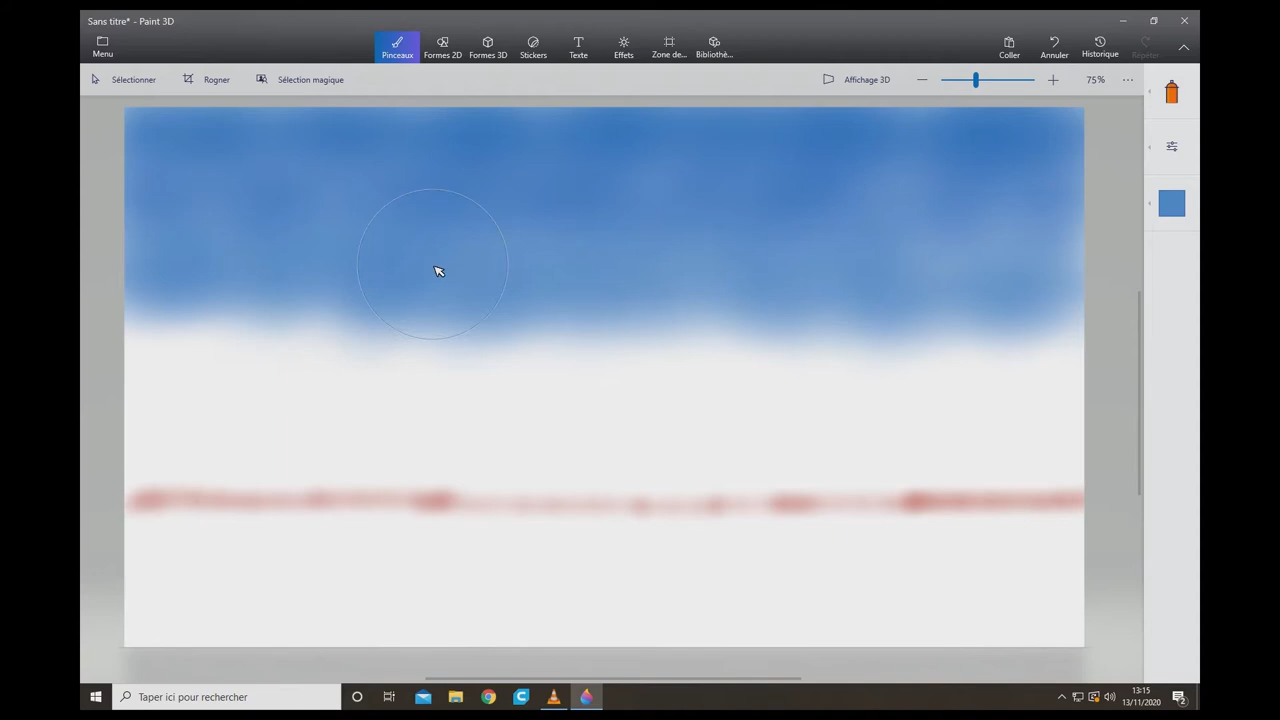 Sans titre* - Paint 3D
Menu
Pinceaux
Formes 2D
Formes 3D
Stickers
Texte
Effets
Zone de...
Bibliothè...
Coller
Annuler
Historique
Répéter
Sélectionner
Rogner
Sélection magique
Affichage 3D
75%
Taper ici pour rechercher
13:15
13/11/2020
2